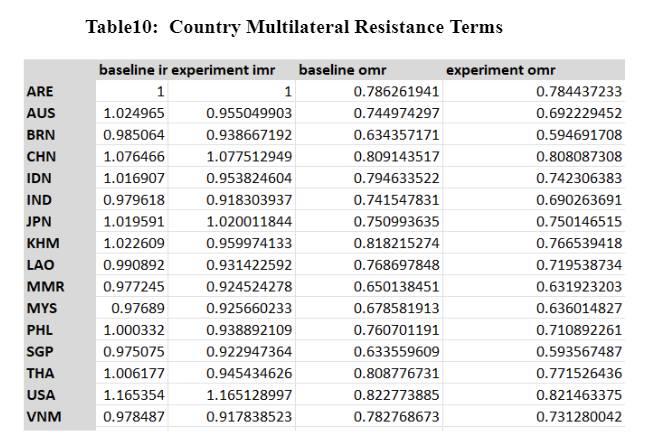 Table10: Country Multilateral Resistance Terms
baseline ir experiment imr baseline omr experiment omr
ARE 1 1 0.786261941 0.784437233
AUS 1.024965 0.955049903 0.744974297 0.692229452
BRN 0.985064 0.938667192 0.634357171 0.594691708
CHN 1.076466 1.077512949 0.809143517 0.808087308
IDN 1.016907 0.953824604 0.794633522 0.742306383
IND 0.979618 0.918303937 0.741547831 0.690263691
JPN 1.019591 1.020011844 0.750993635 0.750146515
KHM 1.022609 0.959974133 0.818215274 0.766539418
LAO 0.990892 0.931422592 0.768697848 0.719538734
MMR 0.977245 0.924524278 0.650138451 0.631923203
MYS 0.97689 0.925660233 0.678581913 0.636014827
PHL 1.000332 0.938892109 0.760701191 0.710892261
SGP 0.975075 0.922947364 0.633559609 0.593567487
THA 1.006177 0.945434626 0.808776731 0.771526436
USA 1.165354 1.165128997 0.822773885 0.821463375
VNM 0.978487 0.917838523 0.782768673 0.731280042